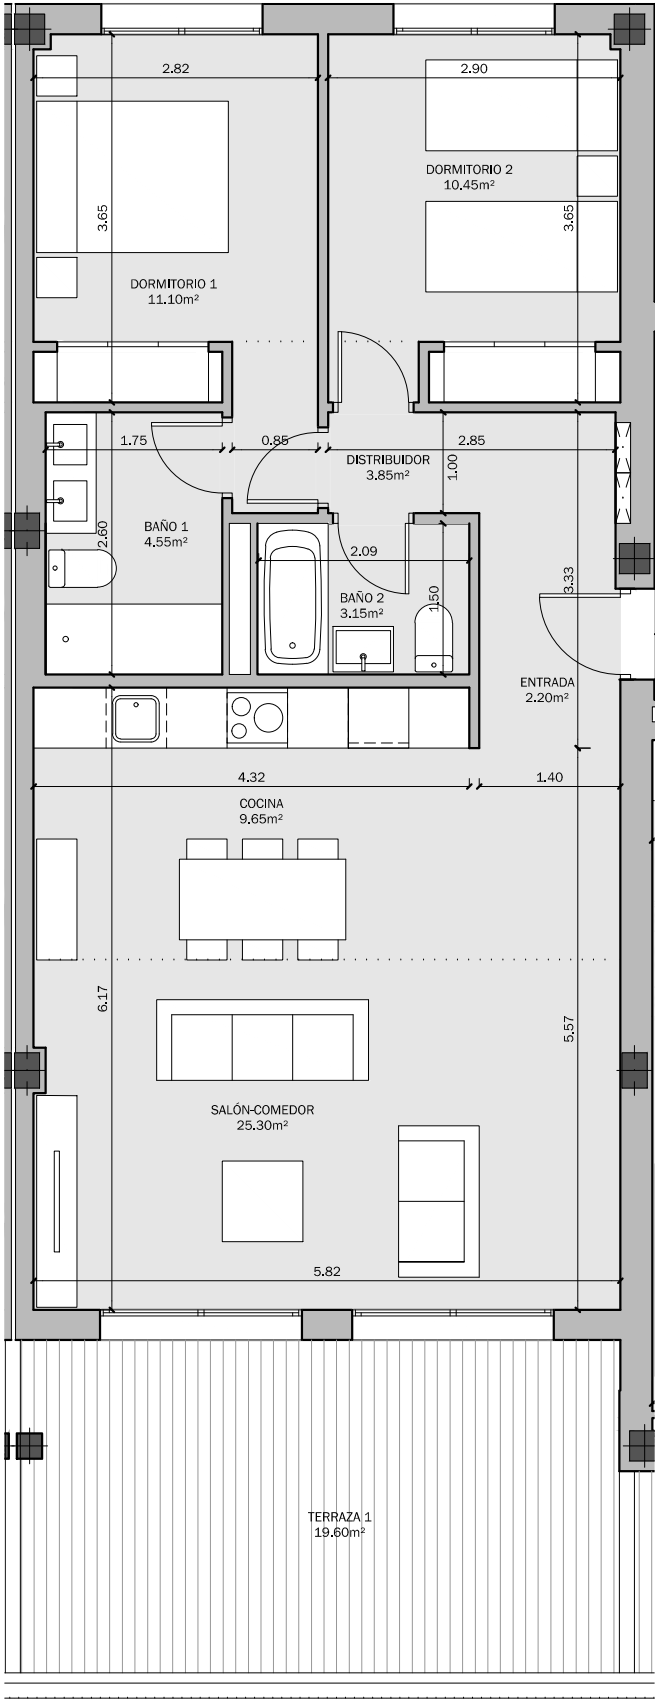 2.82
2.90
DORMITORIO 2
10.45m²
3.65
3.65
DORMITORIO 1
11.10m²
1.75
0.85
2.85
DISTRIBUIDOR
3.85m²
1.00
BAÑO 1
4.55m²
2.60
2.09
BAÑO 2
3.15m²
1.50
3.33
ENTRADA
2.20m²
4.32
1.40
COCINA
9.65m²
6.17
5.57
SALÓN-COMEDOR
25.30m²
5.82
TERRAZA 1
19.60m²